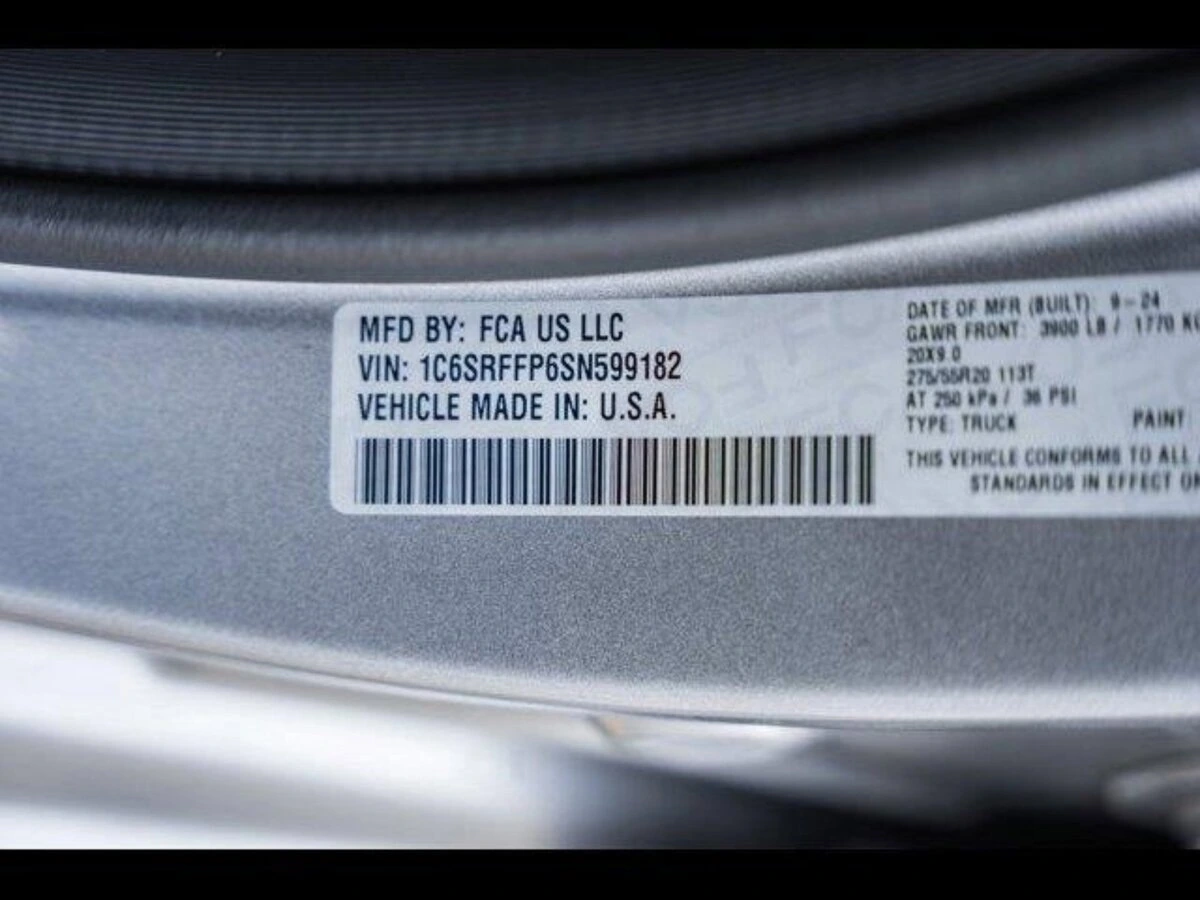 MFD BY: FCA US LLC
VIN: 1C6SRFFP6SN599182
VEHICLE MADE IN: U.S.A.
DATE OF MFR (BUILT): 9-24
GAWR FRONT: 3900 LB / 1770
20X9.0
275/55R20 113T
AT 250 kPa / 36 PSI
TYPE: TRUCK PAINT
THIS VEHICLE CONFORMS TO ALL
STANDARDS IN EFFECT